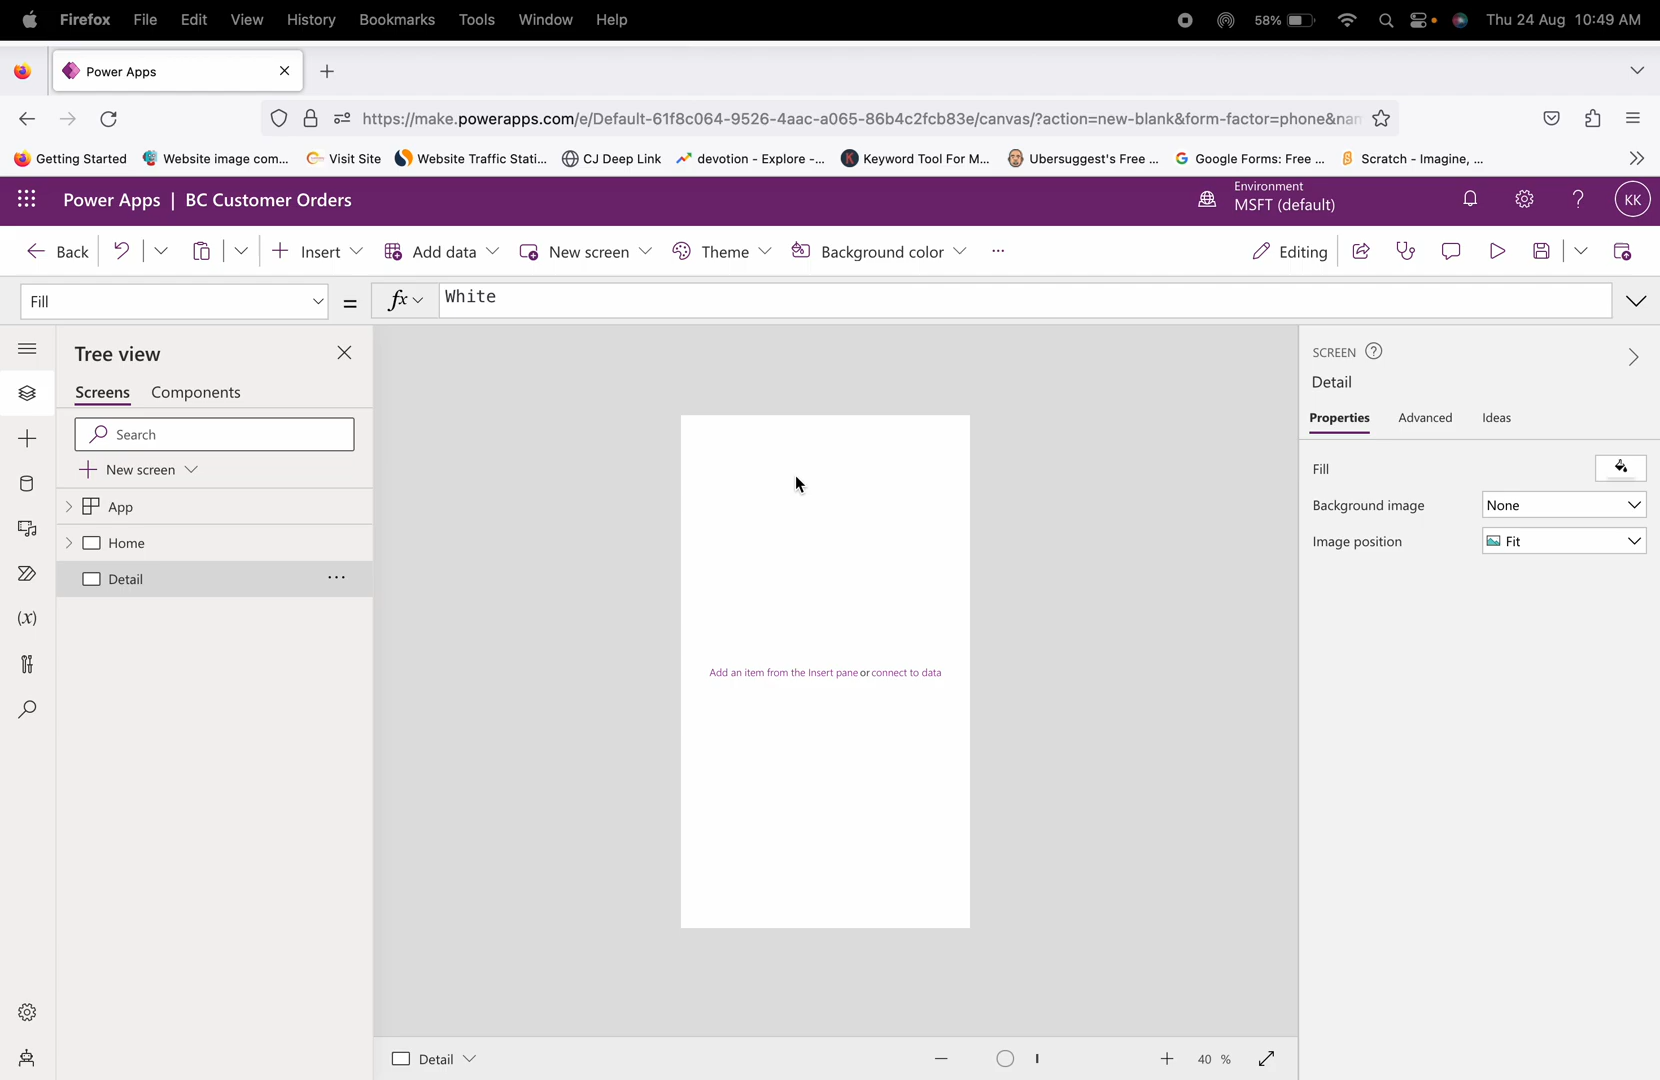 Firefox File Edit View History Bookmarks Tools Window Help 58% Thu 24 Aug 10:49 AM
Power Apps
https://make.powerapps.com/e/Default-61f8c064-9526-4aac-a065-86b4c2fcb83e/canvas/?action=new-blank&form-factor=phone&nam
Getting Started Website image com... Visit Site Website Traffic Stati... CJ Deep Link devotion - Explore -... Keyword Tool For M... Ubersuggest's Free ... Google Forms: Free ... Scratch - Imagine, ...
Power Apps | BC Customer Orders Environment
MSFT (default) KK
Back Insert Add data New screen Theme Background color ... Editing
Fill = fx White
Tree view
Screens Components
Search
New screen
App
Home
Detail ...
Add an item from the Insert pane or connect to data
SCREEN
Detail
Properties Advanced Ideas
Fill
Background image None
Image position Fit
Detail 40 %